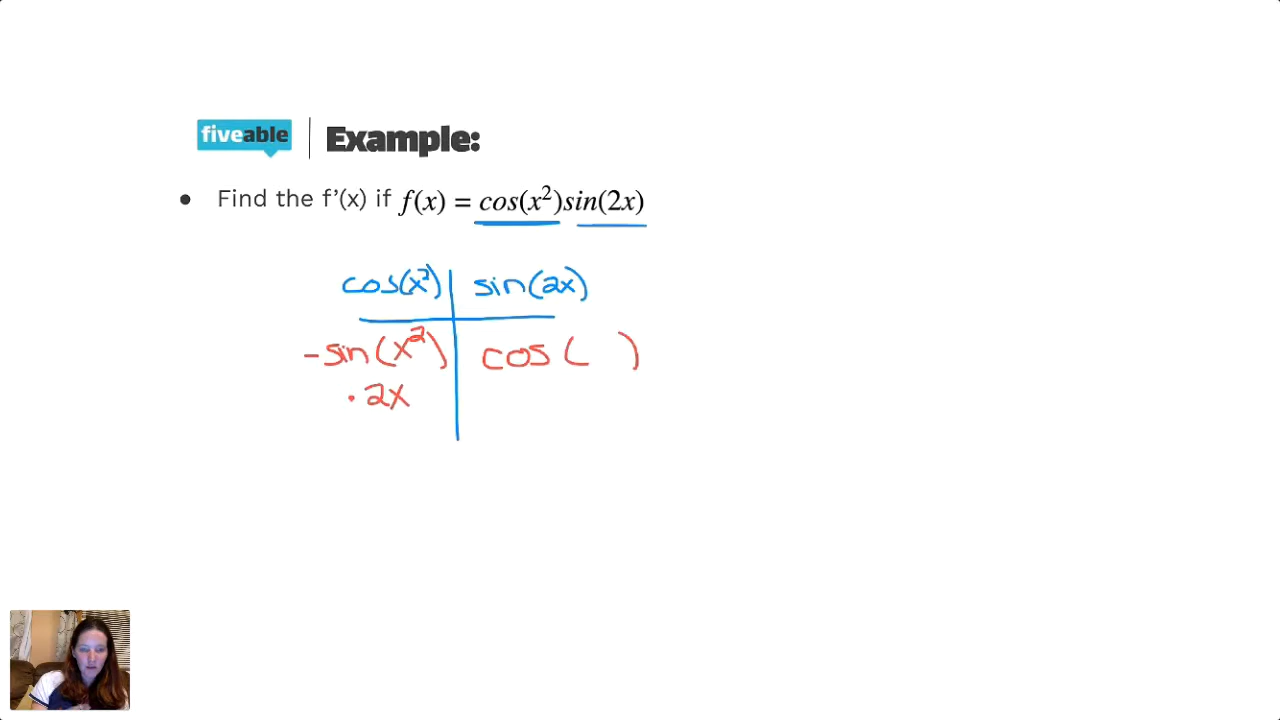 fiveable Example:
• Find the f'(x) if f(x) = cos(x²)sin(2x)
cos(x²) sin(2x)
-sin(x²) cos( )
· 2x